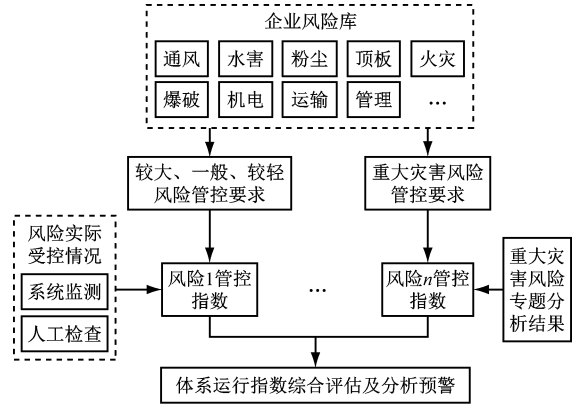 企业风险库
通风 水害 粉尘 顶板 火灾
爆破 机电 运输 管理 …
较大、一般、较轻
风险管控要求
重大灾害风险
管控要求
风险实际
受控情况
系统监测
人工检查
风险1管控
指数
…
风险n管控
指数
重大灾
害风险
专题分
析结果
体系运行指数综合评估及分析预警